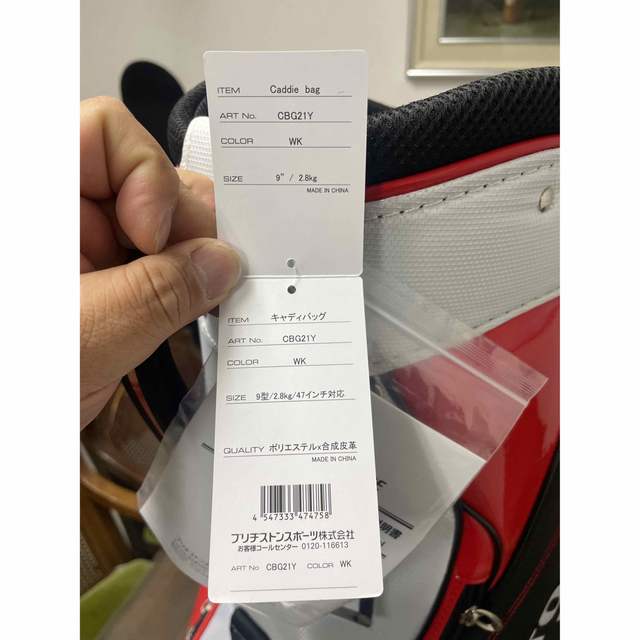 ITEM Caddie bag
ART No. CBG21Y
COLOR WK
SIZE 9" / 2.8kg
MADE IN CHINA
ITEM キャディバッグ
ART No. CBG21Y
COLOR WK
SIZE 9型/2.8kg/47インチ対応
QUALITY ポリエステル×合成皮革
MADE IN CHINA
4 547333 474758
ブリヂストンスポーツ株式会社
お客様コールセンター 0120-116613
ART No CBG21Y COLOR WK